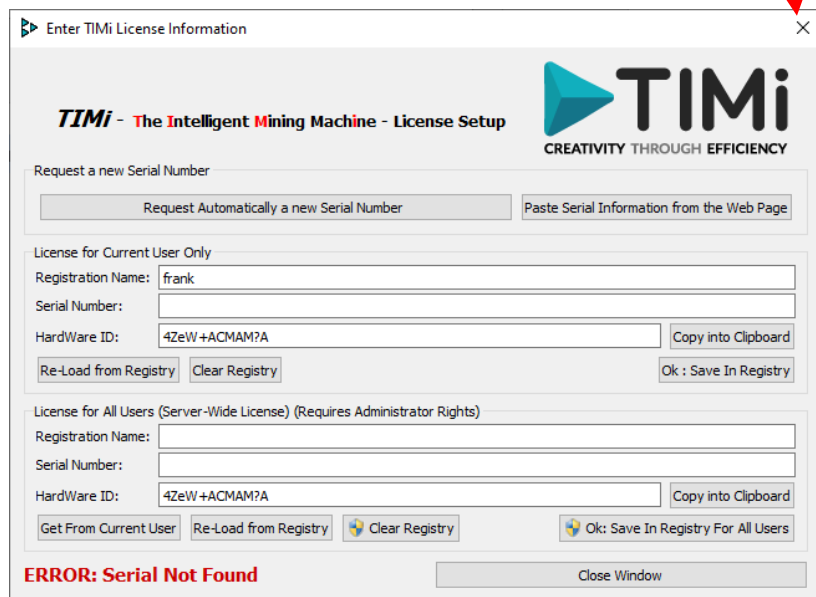 Enter TIMi License Information
TIMi - The Intelligent Mining Machine - License Setup
TIMi
CREATIVITY THROUGH EFFICIENCY
Request a new Serial Number
Request Automatically a new Serial Number
Paste Serial Information from the Web Page
License for Current User Only
Registration Name: frank
Serial Number:
HardWare ID: 4ZeW+ACMAM?A Copy into Clipboard
Re-Load from Registry Clear Registry Ok : Save In Registry
License for All Users (Server-Wide License) (Requires Administrator Rights)
Registration Name:
Serial Number:
HardWare ID: 4ZeW+ACMAM?A Copy into Clipboard
Get From Current User Re-Load from Registry Clear Registry Ok: Save In Registry For All Users
ERROR: Serial Not Found Close Window